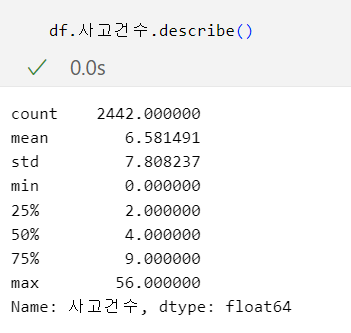 df.사고건수.describe()
0.0s
count 2442.000000
mean 6.581491
std 7.808237
min 0.000000
25% 2.000000
50% 4.000000
75% 9.000000
max 56.000000
Name: 사고건수, dtype: float64